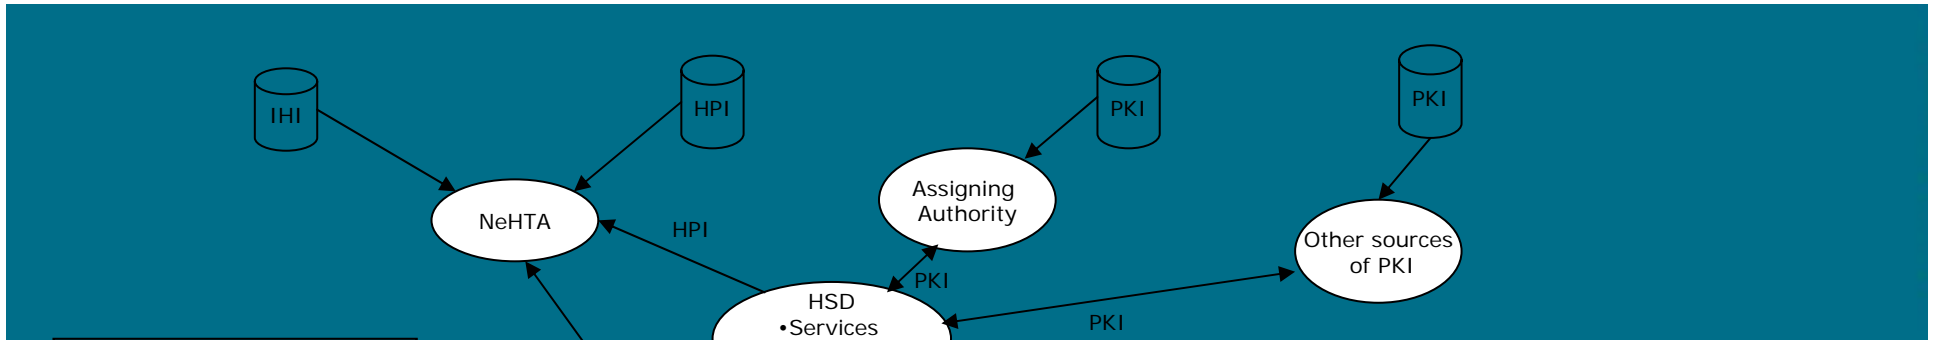 IHI
HPI
PKI
PKI
NeHTA
HPI
Assigning
Authority
Other sources
of PKI
PKI
HSD
•Services
PKI